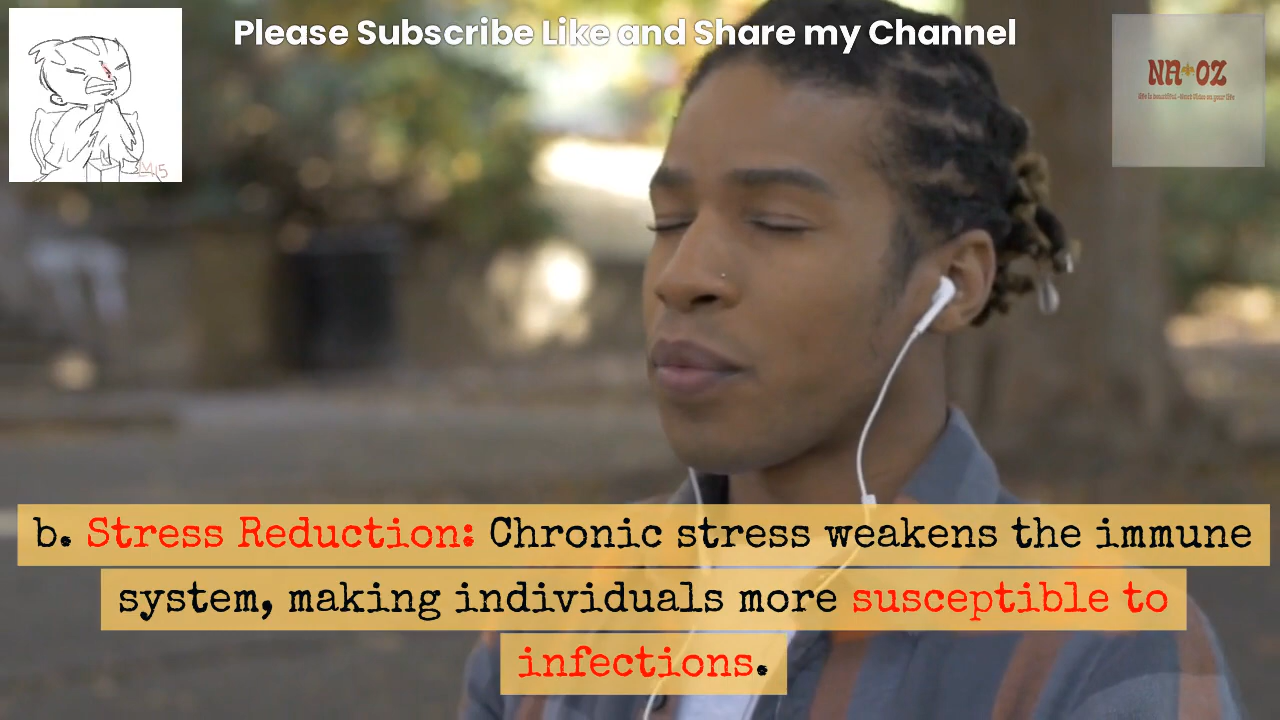 Please Subscribe Like and Share my Channel
NA OZ
b. Stress Reduction: Chronic stress weakens the immune
system, making individuals more susceptible to
infections.